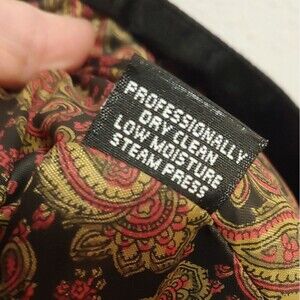 PROFESSIONALLY
DRY CLEAN
LOW MOISTURE
STEAM PRESS